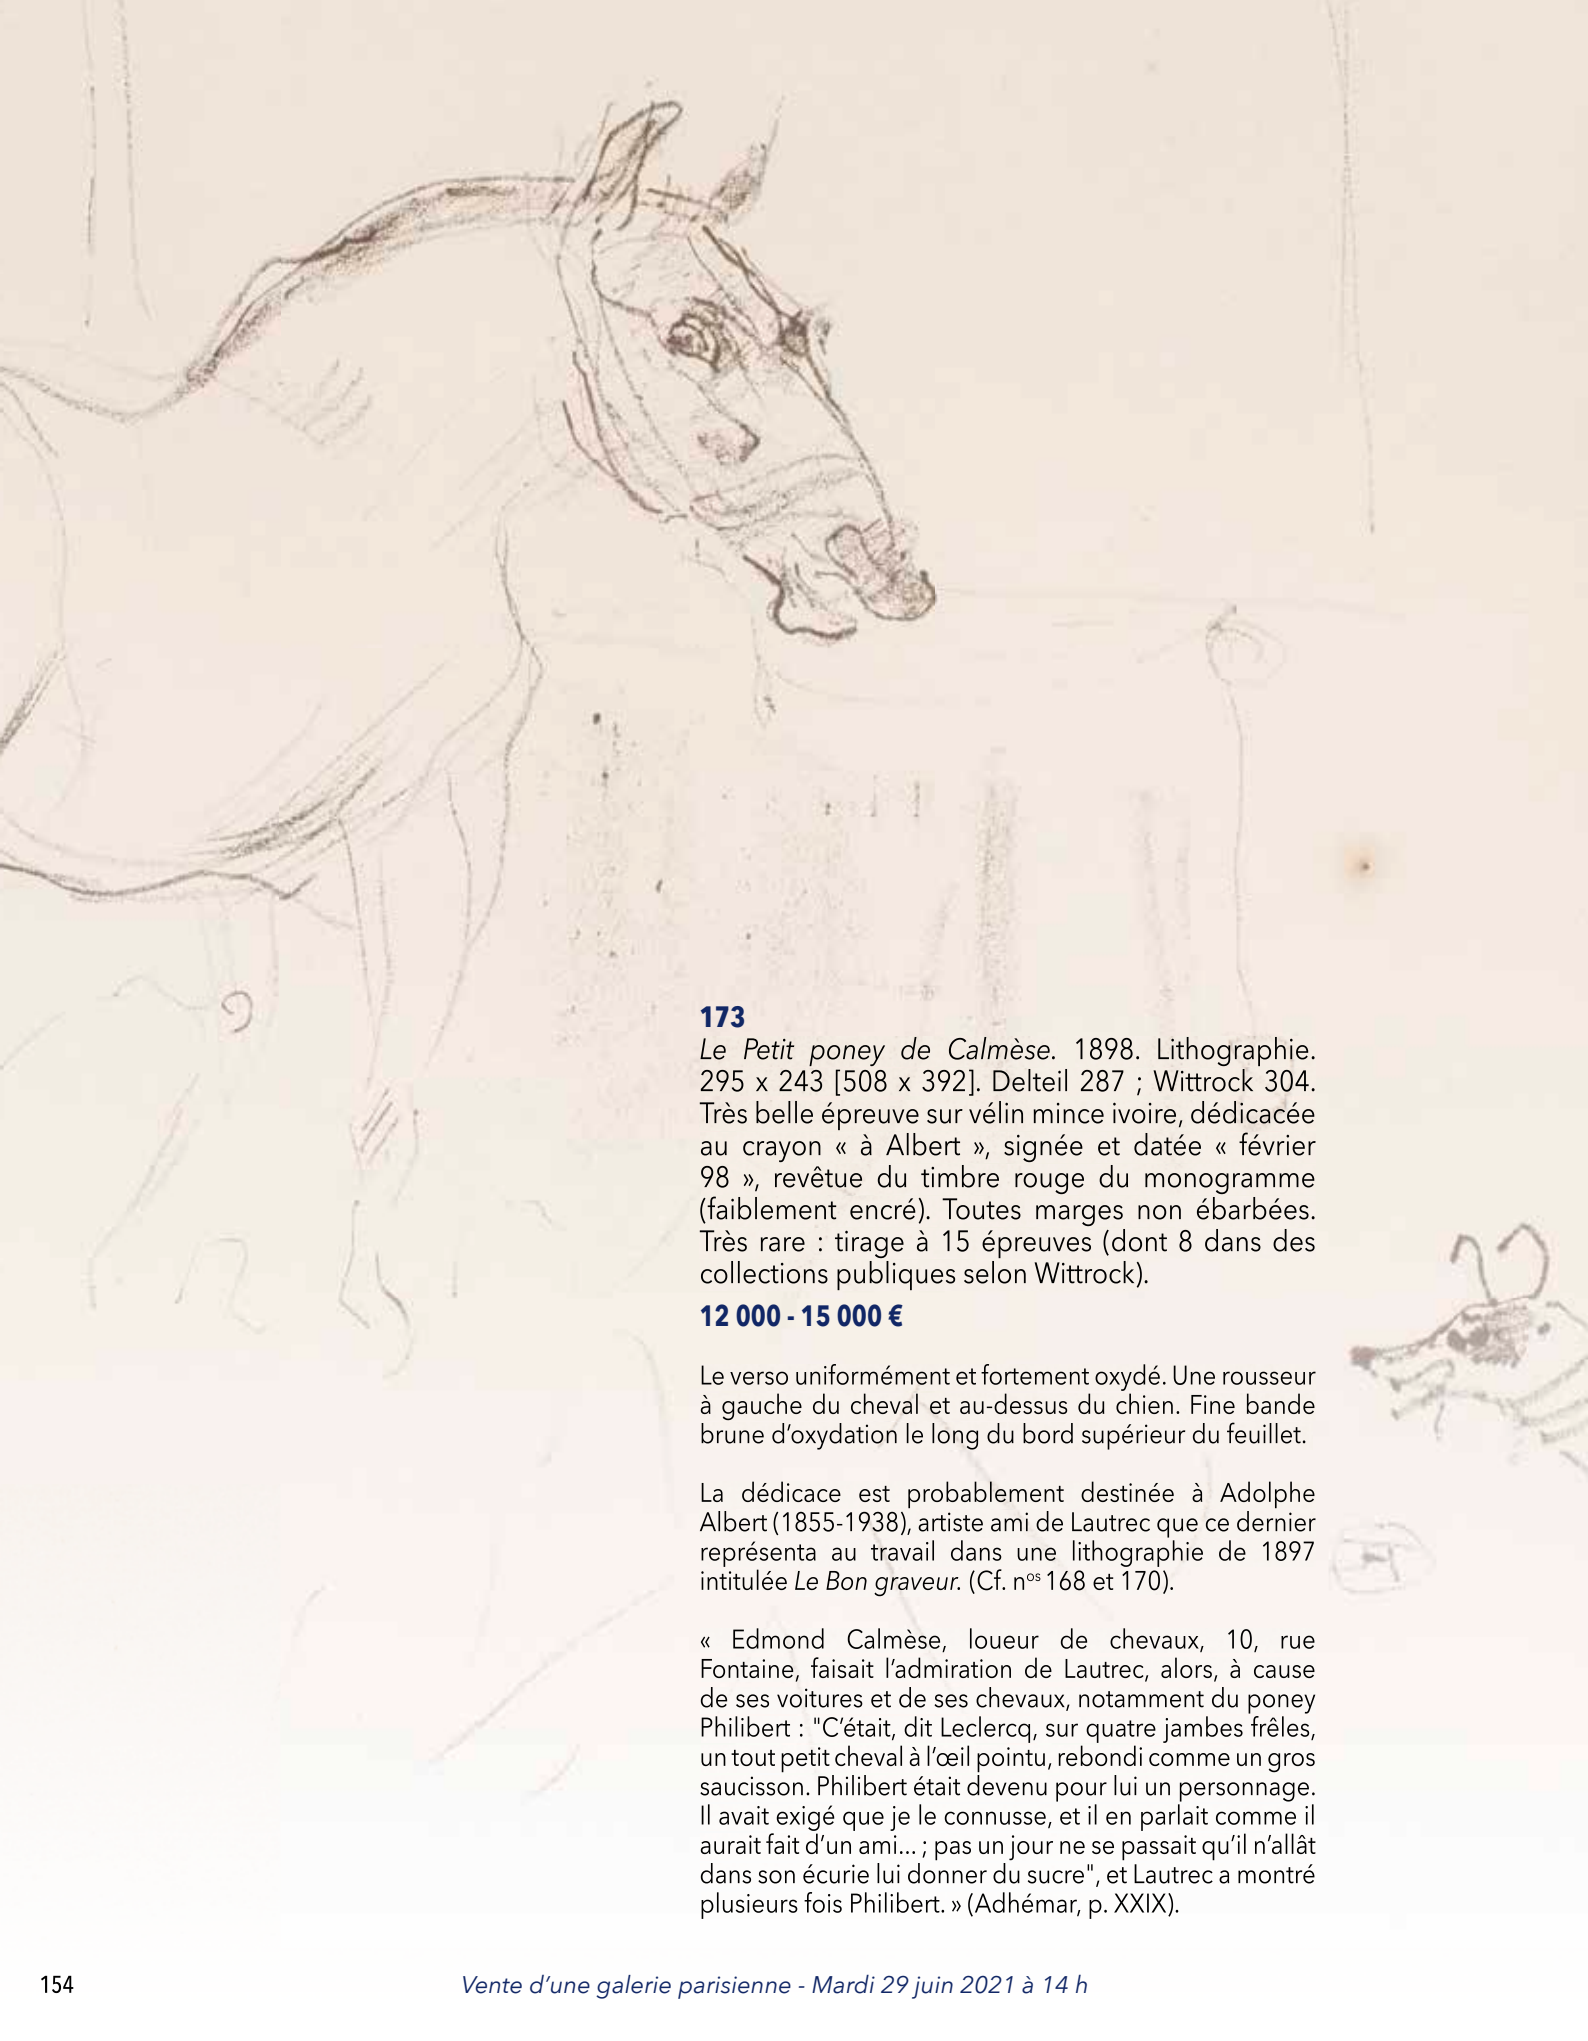 173
Le Petit poney de Calmèse. 1898. Lithographie.
295 x 243 [508 x 392]. Delteil 287 ; Wittrock 304.
Très belle épreuve sur vélin mince ivoire, dédicacée
au crayon « à Albert », signée et datée « février
98 », revêtue du timbre rouge du monogramme
(faiblement encré). Toutes marges non ébarbées.
Très rare : tirage à 15 épreuves (dont 8 dans des
collections publiques selon Wittrock).
12 000 - 15 000 €
Le verso uniformément et fortement oxydé. Une rousseur
à gauche du cheval et au-dessus du chien. Fine bande
brune d’oxydation le long du bord supérieur du feuillet.
La dédicace est probablement destinée à Adolphe
Albert (1855-1938), artiste ami de Lautrec que ce dernier
représenta au travail dans une lithographie de 1897
intitulée Le Bon graveur. (Cf. nos 168 et 170).
« Edmond Calmèse, loueur de chevaux, 10, rue
Fontaine, faisait l’admiration de Lautrec, alors, à cause
de ses voitures et de ses chevaux, notamment du poney
Philibert : "C’était, dit Leclercq, sur quatre jambes frêles,
un tout petit cheval à l’œil pointu, rebondi comme un gros
saucisson. Philibert était devenu pour lui un personnage.
Il avait exigé que je le connusse, et il en parlait comme il
aurait fait d’un ami... ; pas un jour ne se passait qu’il n’allât
dans son écurie lui donner du sucre", et Lautrec a montré
plusieurs fois Philibert. » (Adhémar, p. XXIX).
154
Vente d’une galerie parisienne - Mardi 29 juin 2021 à 14 h